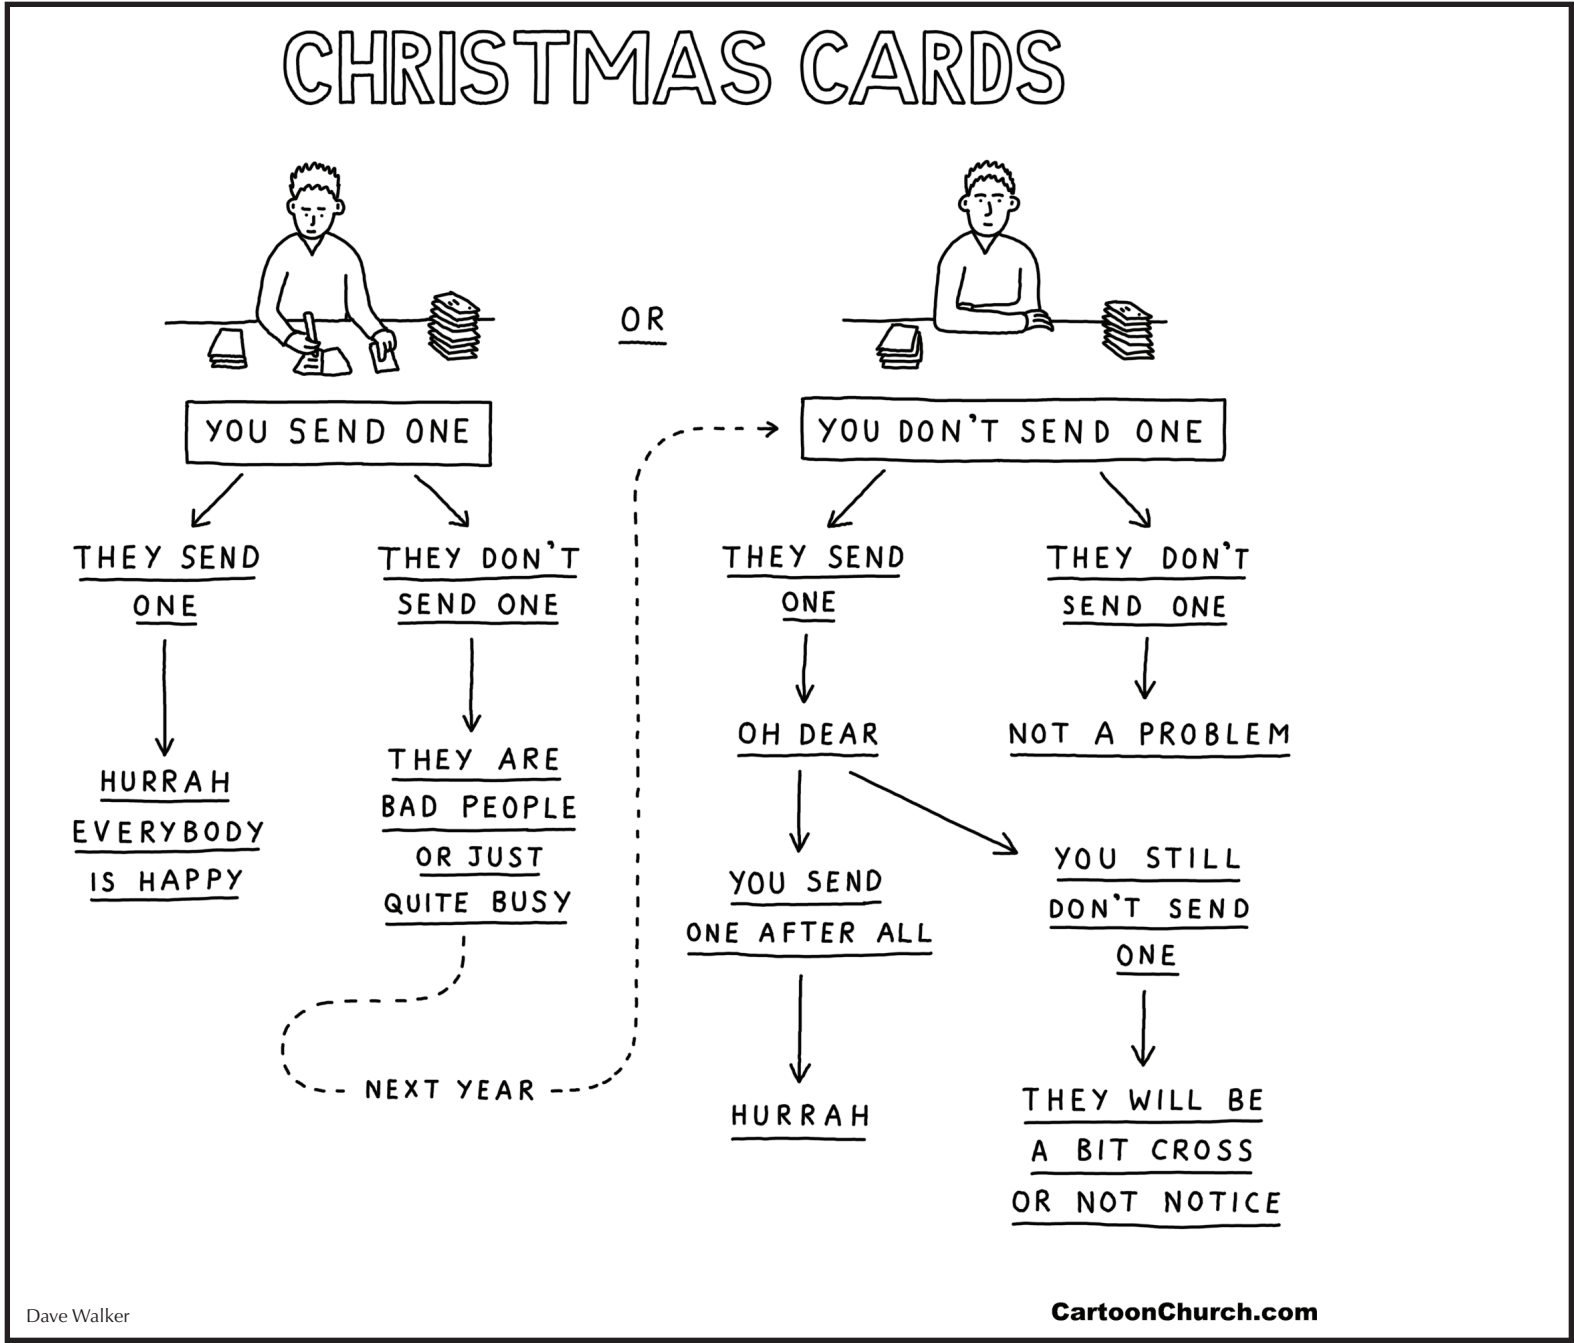 CHRISTMAS CARDS
OR
YOU SEND ONE
YOU DON'T SEND ONE
THEY SEND
ONE
THEY DON'T
SEND ONE
THEY SEND
ONE
THEY DON'T
SEND ONE
HURRAH
EVERYBODY
IS HAPPY
THEY ARE
BAD PEOPLE
OR JUST
QUITE BUSY
NEXT YEAR
OH DEAR
NOT A PROBLEM
YOU SEND
ONE AFTER ALL
HURRAH
YOU STILL
DON'T SEND
ONE
THEY WILL BE
A BIT CROSS
OR NOT NOTICE
Dave Walker
CartoonChurch.com